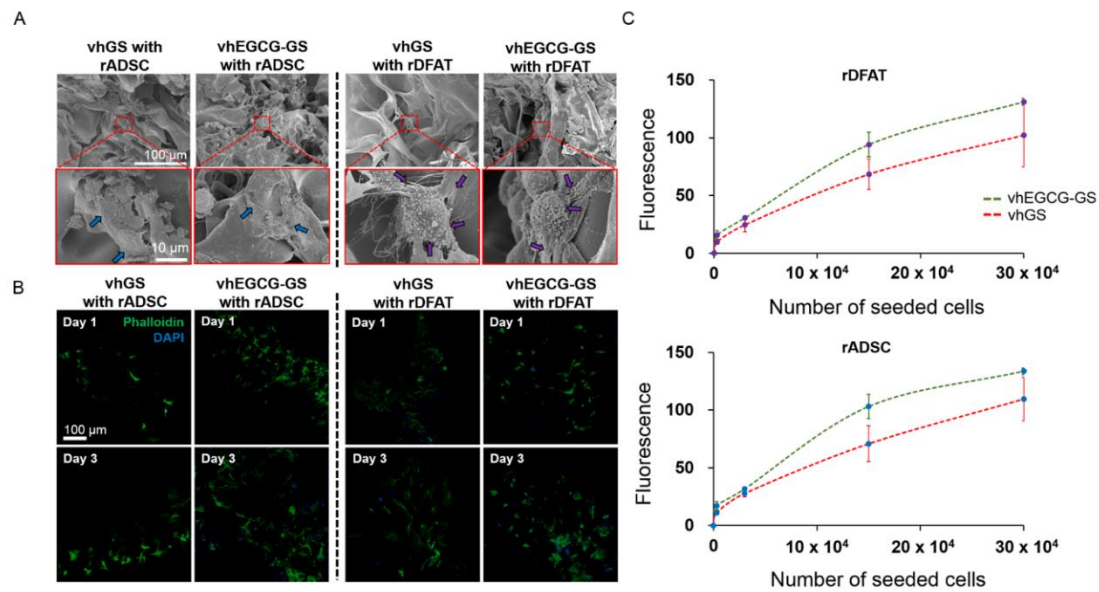 A
vhGS with
rADSC
vhEGCG-GS
with rADSC
vhGS
with rDFAT
vhEGCG-GS
with rDFAT
100 µm
10 µm
B
vhGS
with rADSC
vhEGCG-GS
with rADSC
vhGS
with rDFAT
vhEGCG-GS
with rDFAT
Day 1
Phalloidin
DAPI
100 µm
Day 1
Day 1
Day 1
Day 3
Day 3
Day 3
Day 3
C
rDFAT
150
100
50
0
Fluorescence
vhEGCG-GS
vhGS
0
10 x 10⁴
20 x 10⁴
30 x 10⁴
Number of seeded cells
rADSC
150
100
50
0
Fluorescence
0
10 x 10⁴
20 x 10⁴
30 x 10⁴
Number of seeded cells